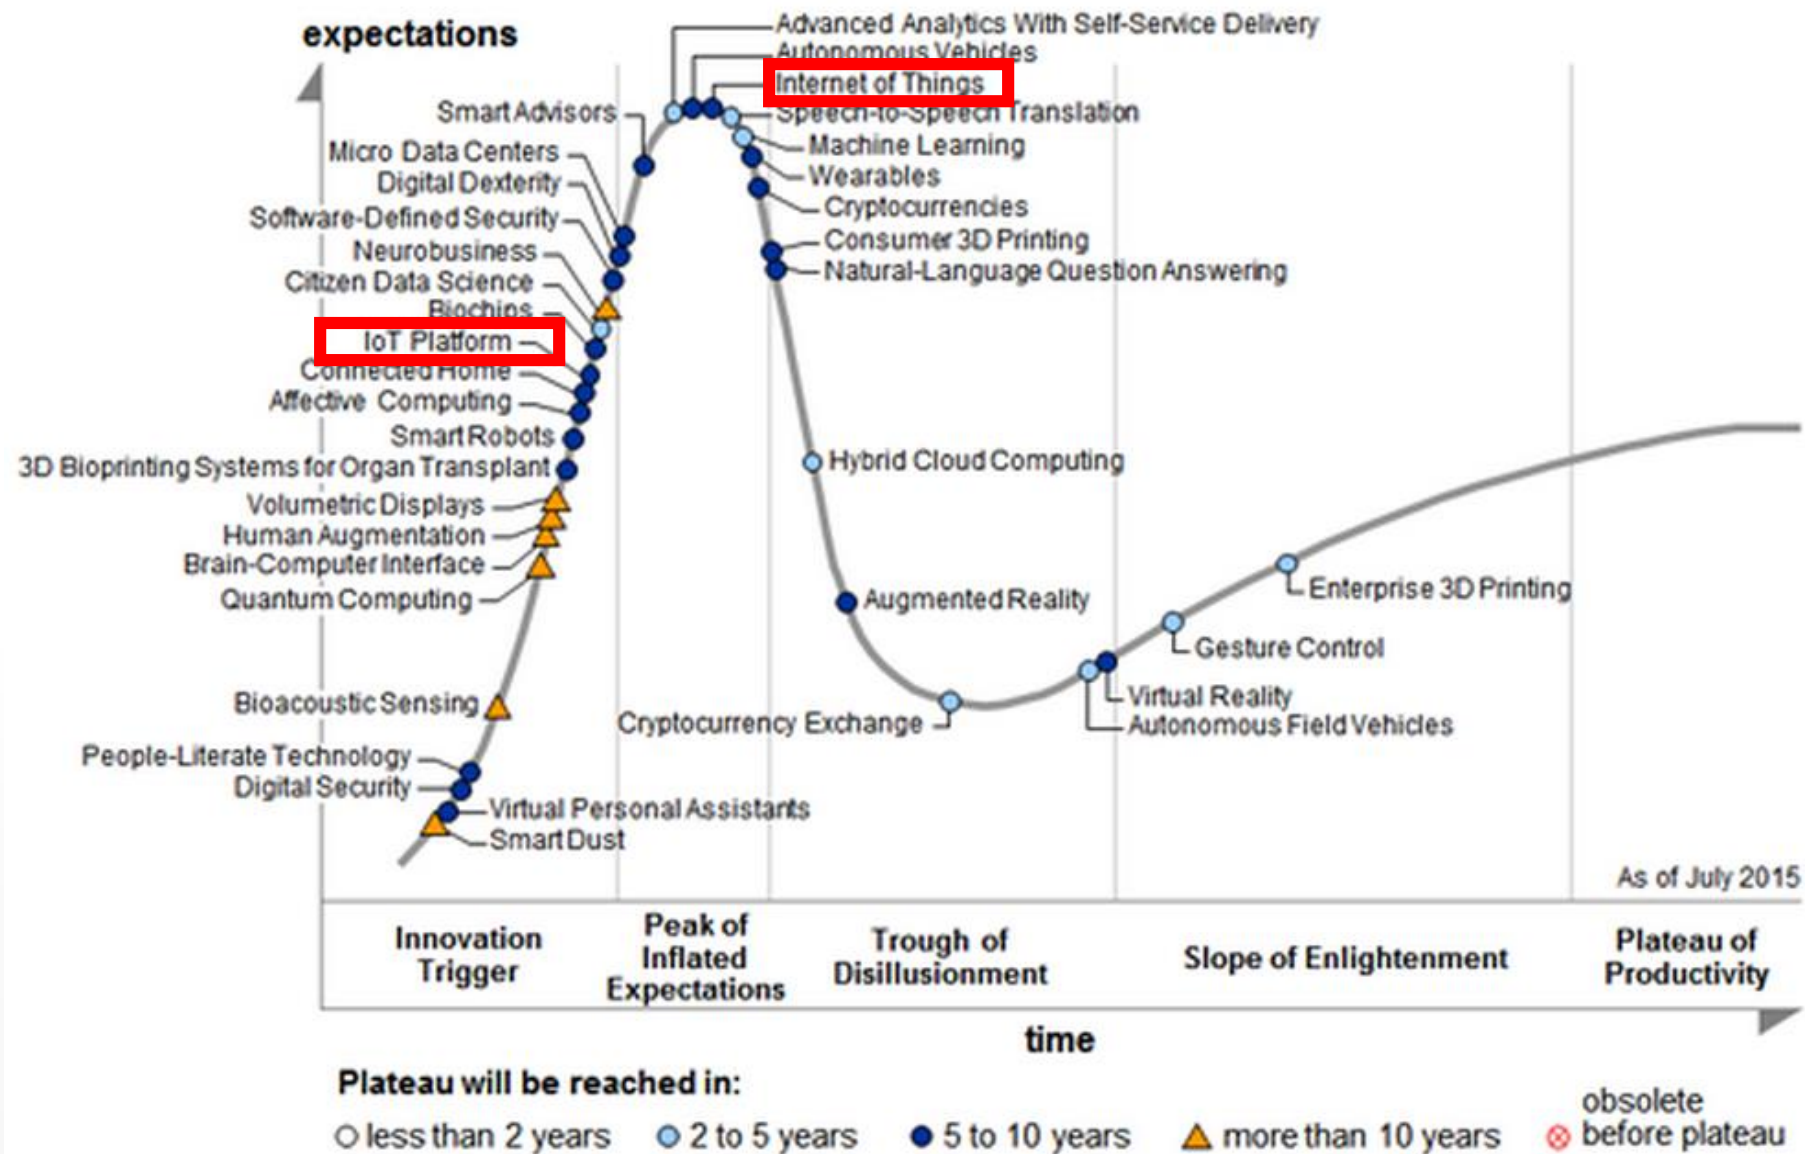 expectations
Advanced Analytics With Self-Service Delivery
Autonomous Vehicles
Internet of Things
Speech-to-Speech Translation
Machine Learning
Wearables
Cryptocurrencies
Consumer 3D Printing
Natural-Language Question Answering
Smart Advisors
Micro Data Centers
Digital Dexterity
Software-Defined Security
Neurobusiness
Citizen Data Science
Biochips
IoT Platform
Connected Home
Affective Computing
Smart Robots
3D Bioprinting Systems for Organ Transplant
Volumetric Displays
Human Augmentation
Brain-Computer Interface
Quantum Computing
Bioacoustic Sensing
People-Literate Technology
Digital Security
Virtual Personal Assistants
Smart Dust
Hybrid Cloud Computing
Augmented Reality
Cryptocurrency Exchange
Enterprise 3D Printing
Gesture Control
Virtual Reality
Autonomous Field Vehicles
As of July 2015
Innovation
Trigger
Peak of
Inflated
Expectations
Trough of
Disillusionment
Slope of Enlightenment
Plateau of
Productivity
time
Plateau will be reached in:
less than 2 years
2 to 5 years
5 to 10 years
more than 10 years
obsolete
before plateau